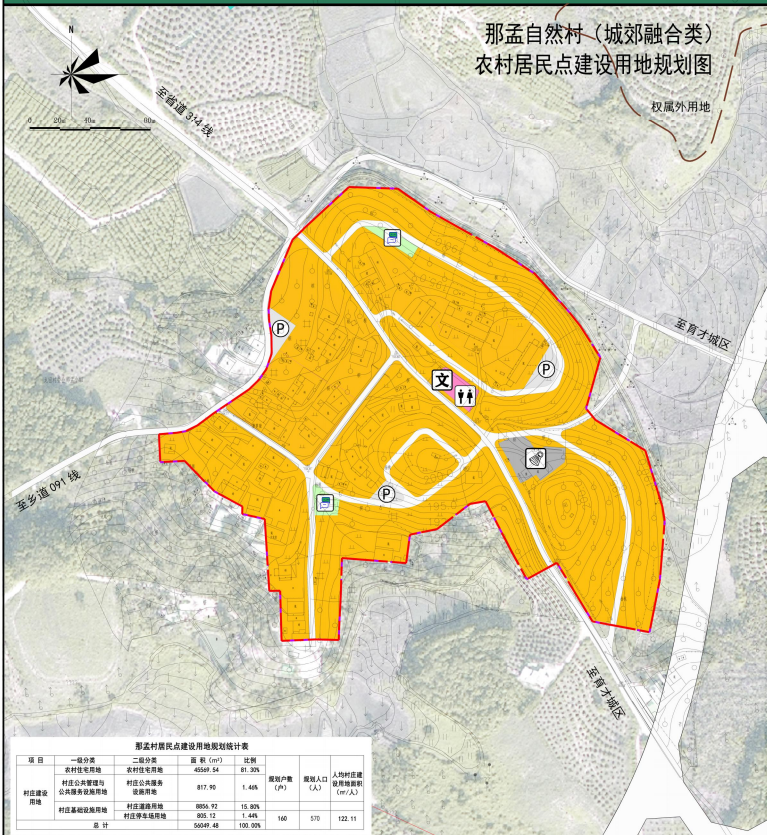 那孟自然村（城郊融合类）
农村居民点建设用地规划图
N
0 20m 40m 80m
至省道 314 线
权属外用地
至育才城区
P
文
P
P
至乡道 091 线
至育才城区
那孟村居民点建设用地规划统计表
项 目 一级分类 二级分类 面 积（m²） 比例 规划户数（户） 规划人口（人） 人均村庄建设用地面积（m²/人）
村庄建设用地 农村住宅用地 农村住宅用地 45569.54 81.30%
村庄公共管理与公共服务设施用地 村庄公共服务设施用地 817.90 1.46%
村庄基础设施用地 村庄道路用地 8856.92 15.80%
村庄停车场用地 805.12 1.44%
总 计 56049.48 100.00% 160 570 122.11